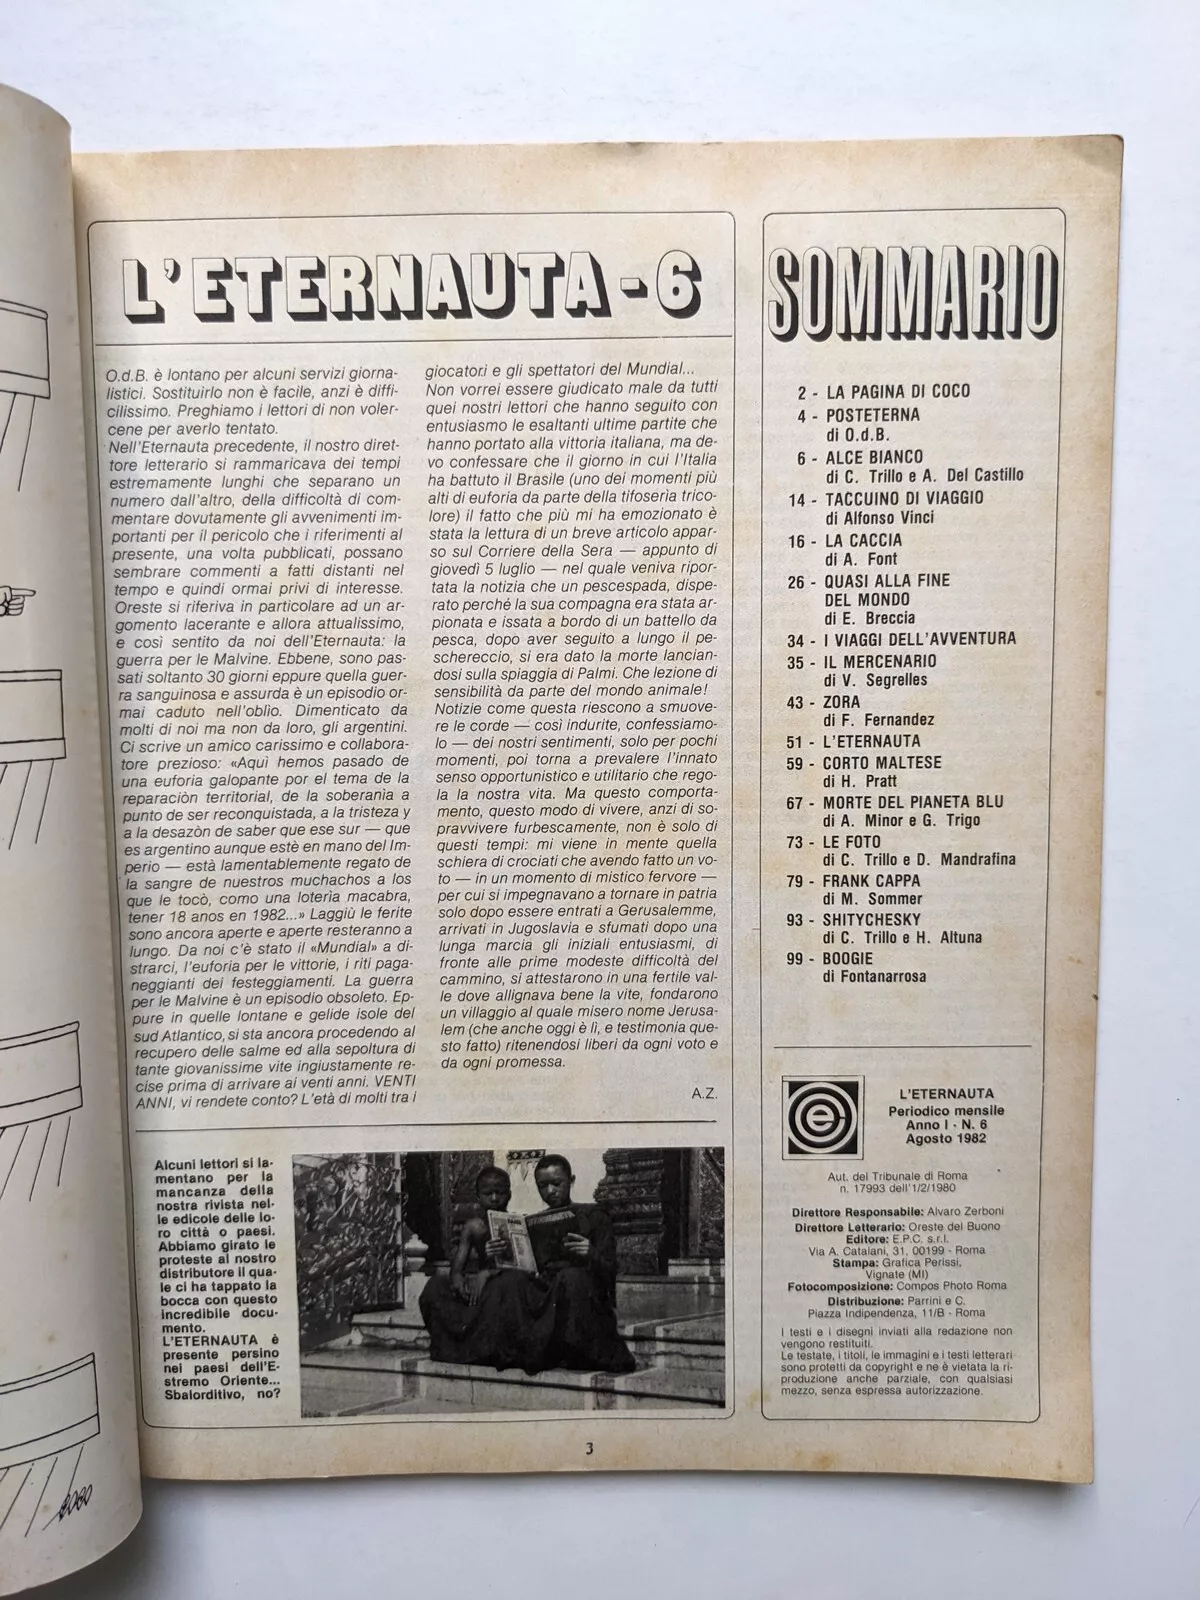 L'ETERNAUTA - 6
O.d.B. è lontano per alcuni servizi giorna-
listici. Sostituirlo non è facile, anzi è diffi-
cilissimo. Preghiamo i lettori di non voler-
cene per averlo tentato.
Nell'Eternauta precedente, il nostro diret-
tore letterario si rammaricava dei tempi
estremamente lunghi che separano un
numero dall'altro, della difficoltà di com-
mentare dovutamente gli avvenimenti im-
portanti per il pericolo che i riferimenti al
presente, una volta pubblicati, possano
sembrare commenti a fatti distanti nel
tempo e quindi ormai privi di interesse.
Oreste si riferiva in particolare ad un ar-
gomento lacerante e allora attualissimo,
e così sentito da noi dell'Eternauta: la
guerra per le Malvine. Ebbene, sono pas-
sati soltanto 30 giorni eppure quella guer-
ra sanguinosa e assurda è un episodio or-
mai caduto nell'oblìo. Dimenticato da
molti di noi ma non da loro, gli argentini.
Ci scrive un amico carissimo e collabora-
tore prezioso: «Aquì hemos pasado de
una euforia galopante por el tema de la
reparaciòn territorial, de la soberanìa a
punto de ser reconquistada, a la tristeza y
a la desazòn de saber que ese sur — que
es argentino aunque estè en mano del Im-
perio — està lamentablemente regato de
la sangre de nuestros muchachos a los
que le tocò, como una loterìa macabra,
tener 18 anos en 1982...» Laggiù le ferite
sono ancora aperte e aperte resteranno a
lungo. Da noi c'è stato il «Mundial» a di-
strarci, l'euforia per le vittorie, i riti paga-
neggianti dei festeggiamenti. La guerra
per le Malvine è un episodio obsoleto. Ep-
pure in quelle lontane e gelide isole del
sud Atlantico, si sta ancora procedendo al
recupero delle salme ed alla sepoltura di
tante giovanissime vite ingiustamente re-
cise prima di arrivare ai venti anni. VENTI
ANNI, vi rendete conto? L'età di molti tra i
giocatori e gli spettatori del Mundial...
Non vorrei essere giudicato male da tutti
quei nostri lettori che hanno seguito con
entusiasmo le esaltanti ultime partite che
hanno portato alla vittoria italiana, ma de-
vo confessare che il giorno in cui l'Italia
ha battuto il Brasile (uno dei momenti più
alti di euforia da parte della tifoseria trico-
lore) il fatto che più mi ha emozionato è
stata la lettura di un breve articolo appar-
so sul Corriere della Sera — appunto di
giovedì 5 luglio — nel quale veniva ripor-
tata la notizia che un pescespada, dispe-
rato perché la sua compagna era stata ar-
pionata e issata a bordo di un battello da
pesca, dopo aver seguito a lungo il pe-
schereccio, si era dato la morte lancian-
dosi sulla spiaggia di Palmi. Che lezione di
sensibilità da parte del mondo animale!
Notizie come questa riescono a smuove-
re le corde — così indurite, confessiamo-
lo — dei nostri sentimenti, solo per pochi
momenti, poi torna a prevalere l'innato
senso opportunistico e utilitario che rego-
la la nostra vita. Ma questo comporta-
mento, questo modo di vivere, anzi di so-
pravvivere furbescamente, non è solo di
questi tempi: mi viene in mente quella
schiera di crociati che avendo fatto un vo-
to — in un momento di mistico fervore —
per cui si impegnavano a tornare in patria
solo dopo essere entrati a Gerusalemme,
arrivati in Jugoslavia e sfumati dopo una
lunga marcia gli iniziali entusiasmi, di
fronte alle prime modeste difficoltà del
cammino, si attestarono in una fertile val-
le dove allignava bene la vite, fondarono
un villaggio al quale misero nome Jerusa-
lem (che anche oggi è lì, e testimonia que-
sto fatto) ritenendosi liberi da ogni voto e
da ogni promessa.
A.Z.
Alcuni lettori si la-
mentano per la
mancanza della
nostra rivista nel-
le edicole delle lo-
ro città o paesi.
Abbiamo girato le
proteste al nostro
distributore il qua-
le ci ha tappato la
bocca con questo
incredibile docu-
mento.
L'ETERNAUTA è
presente persino
nei paesi dell'E-
stremo Oriente...
Sbalorditivo, no?
SOMMARIO
2 - LA PAGINA DI COCO
4 - POSTETERNA
di O.d.B.
6 - ALCE BIANCO
di C. Trillo e A. Del Castillo
14 - TACCUINO DI VIAGGIO
di Alfonso Vinci
16 - LA CACCIA
di A. Font
26 - QUASI ALLA FINE
DEL MONDO
di E. Breccia
34 - I VIAGGI DELL'AVVENTURA
35 - IL MERCENARIO
di V. Segrelles
43 - ZORA
di F. Fernandez
51 - L'ETERNAUTA
59 - CORTO MALTESE
di H. Pratt
67 - MORTE DEL PIANETA BLU
di A. Minor e G. Trigo
73 - LE FOTO
di C. Trillo e D. Mandrafina
79 - FRANK CAPPA
di M. Sommer
93 - SHITYCHESKY
di C. Trillo e H. Altuna
99 - BOOGIE
di Fontanarrosa
L'ETERNAUTA
Periodico mensile
Anno I - N. 6
Agosto 1982
Aut. del Tribunale di Roma
n. 17993 dell'1/2/1980
Direttore Responsabile: Alvaro Zerboni
Direttore Letterario: Oreste del Buono
Editore: E.P.C. s.r.l.
Via A. Catalani, 31, 00199 - Roma
Stampa: Grafica Perissi,
Vignate (MI)
Fotocomposizione: Compos Photo Roma
Distribuzione: Parrini e C.
Piazza Indipendenza, 11/B - Roma
I testi e i disegni inviati alla redazione non
vengono restituiti.
Le testate, i titoli, le immagini e i testi letterari
sono protetti da copyright e ne è vietata la ri-
produzione anche parziale, con qualsiasi
mezzo, senza espressa autorizzazione.
3